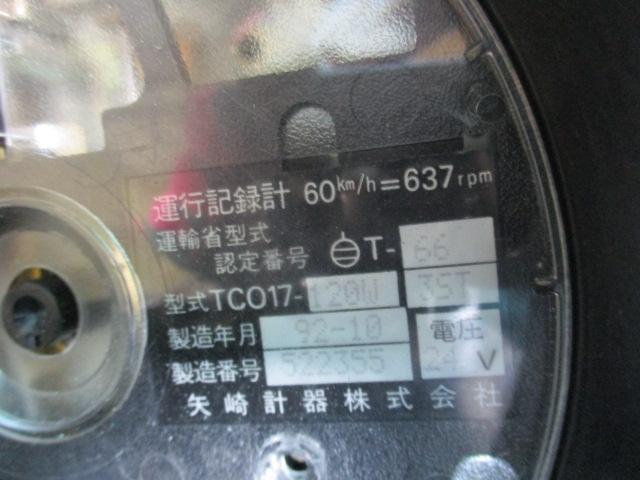 運行記録計 60km/h=637rpm
運輸省型式
認定番号 T-66
型式TCO17-120W 35T
製造年月 92-10 電圧
製造番号 522355 24V
矢崎計器株式会社